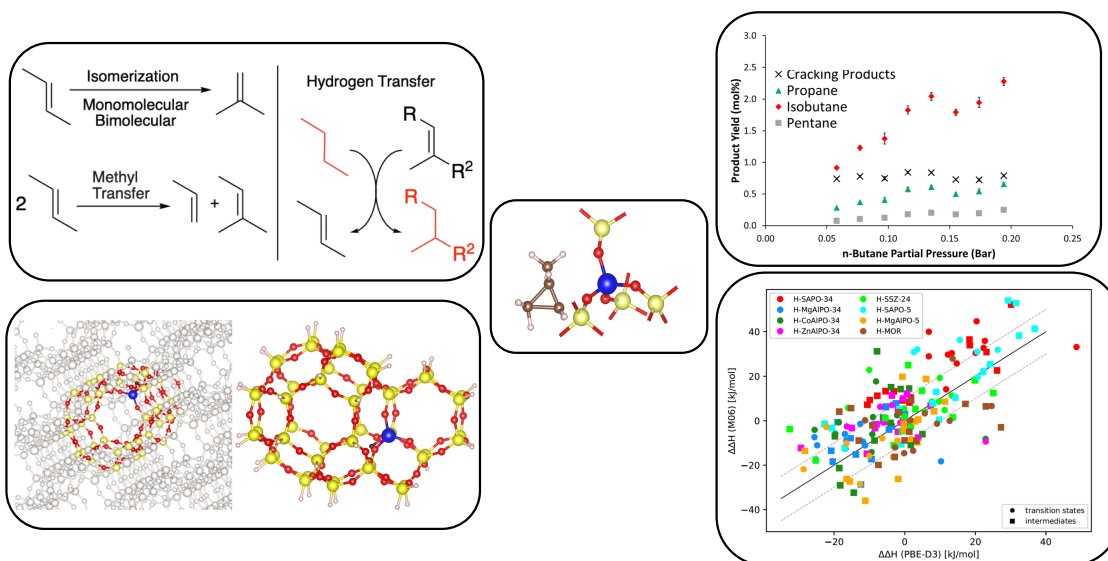 Isomerization
Monomolecular
Bimolecular
2
Methyl
Transfer
+
Hydrogen Transfer
R
R²
R
R²
3.0
2.5
2.0
1.5
1.0
0.5
0.0
Product Yield (mol%)
Cracking Products
Propane
Isobutane
Pentane
0.00 0.05 0.10 0.15 0.20 0.25
n-Butane Partial Pressure (Bar)
H-SAPO-34
H-MgAlPO-34
H-CoAlPO-34
H-ZnAlPO-34
H-SSZ-24
H-SAPO-5
H-MgAlPO-5
H-MOR
40
20
0
−20
−40
ΔΔH (M06) [kJ/mol]
transition states
intermediates
−20 0 20 40
ΔΔH (PBE-D3) [kJ/mol]